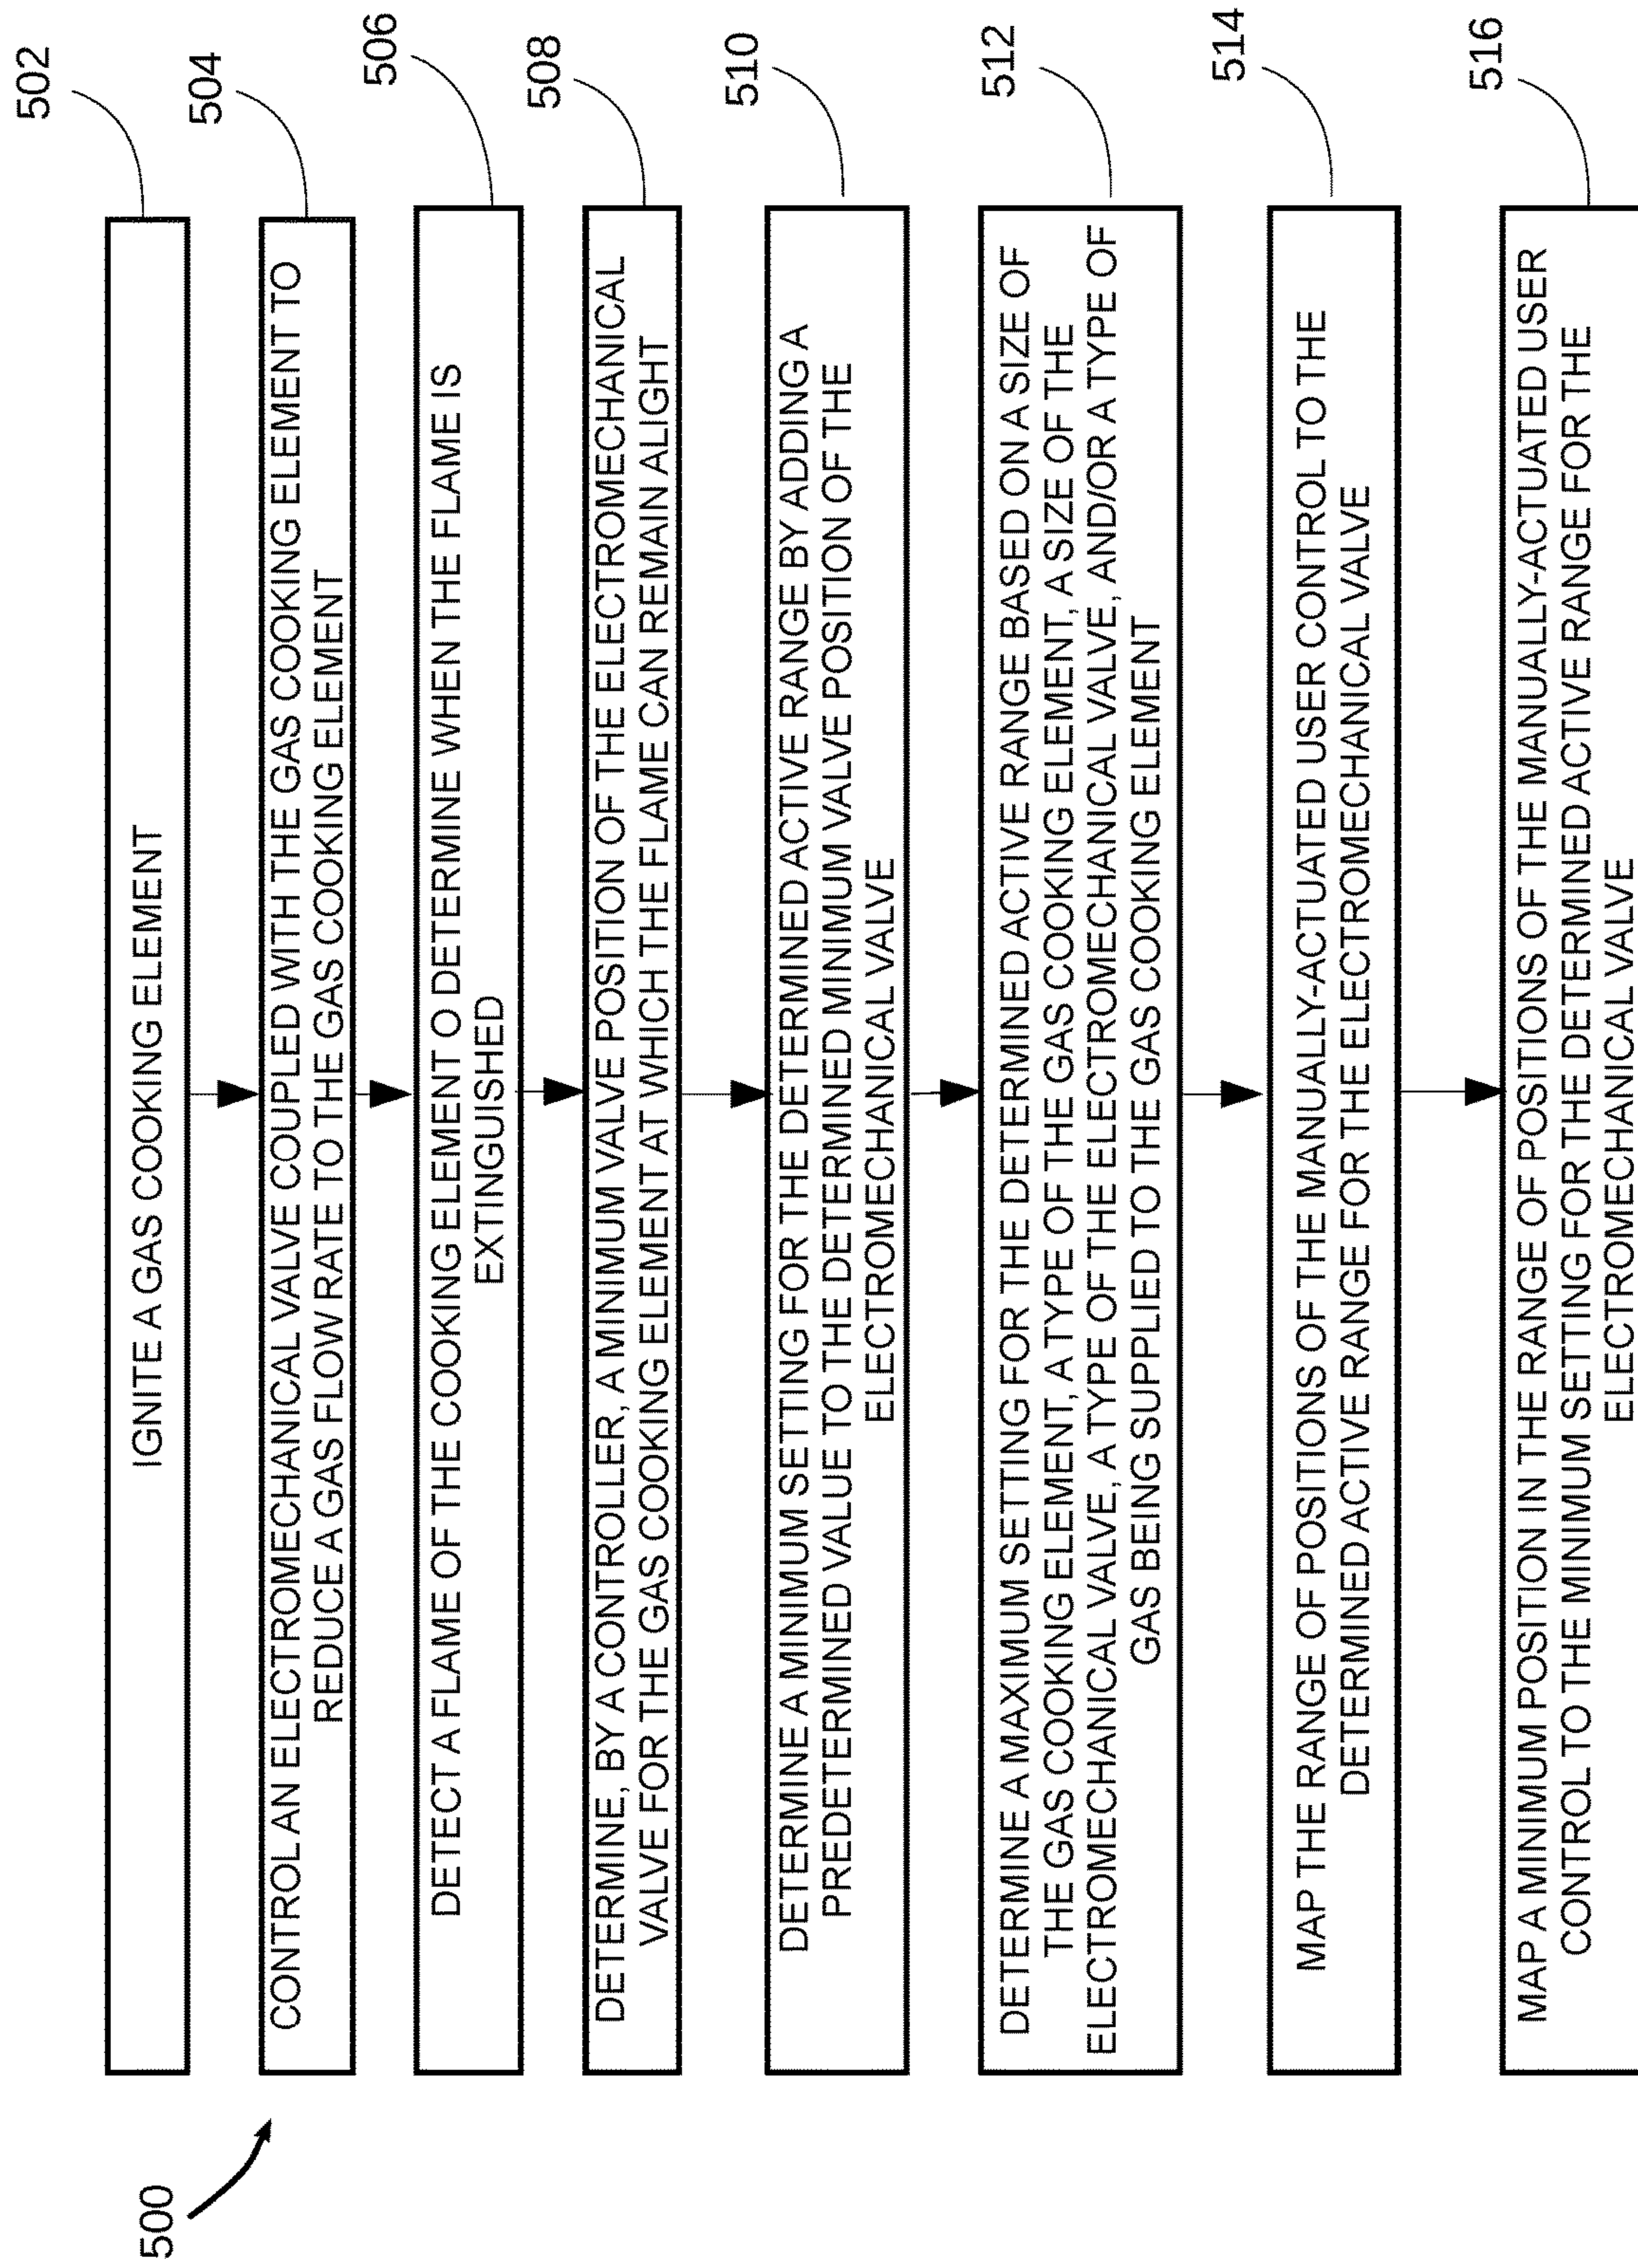 500
502
IGNITE A GAS COOKING ELEMENT
504
CONTROL AN ELECTROMECHANICAL VALVE COUPLED WITH THE GAS COOKING ELEMENT TO
REDUCE A GAS FLOW RATE TO THE GAS COOKING ELEMENT
506
DETECT A FLAME OF THE COOKING ELEMENT O DETERMINE WHEN THE FLAME IS
EXTINGUISHED
508
DETERMINE, BY A CONTROLLER, A MINIMUM VALVE POSITION OF THE ELECTROMECHANICAL
VALVE FOR THE GAS COOKING ELEMENT AT WHICH THE FLAME CAN REMAIN ALIGHT
510
DETERMINE A MINIMUM SETTING FOR THE DETERMINED ACTIVE RANGE BY ADDING A
PREDETERMINED VALUE TO THE DETERMINED MINIMUM VALVE POSITION OF THE
ELECTROMECHANICAL VALVE
512
DETERMINE A MAXIMUM SETTING FOR THE DETERMINED ACTIVE RANGE BASED ON A SIZE OF
THE GAS COOKING ELEMENT, A TYPE OF THE GAS COOKING ELEMENT, A SIZE OF THE
ELECTROMECHANICAL VALVE, A TYPE OF THE ELECTROMECHANICAL VALVE, AND/OR A TYPE OF
GAS BEING SUPPLIED TO THE GAS COOKING ELEMENT
514
MAP THE RANGE OF POSITIONS OF THE MANUALLY-ACTUATED USER CONTROL TO THE
DETERMINED ACTIVE RANGE FOR THE ELECTROMECHANICAL VALVE
516
MAP A MINIMUM POSITION IN THE RANGE OF POSITIONS OF THE MANUALLY-ACTUATED USER
CONTROL TO THE MINIMUM SETTING FOR THE DETERMINED ACTIVE RANGE FOR THE
ELECTROMECHANICAL VALVE